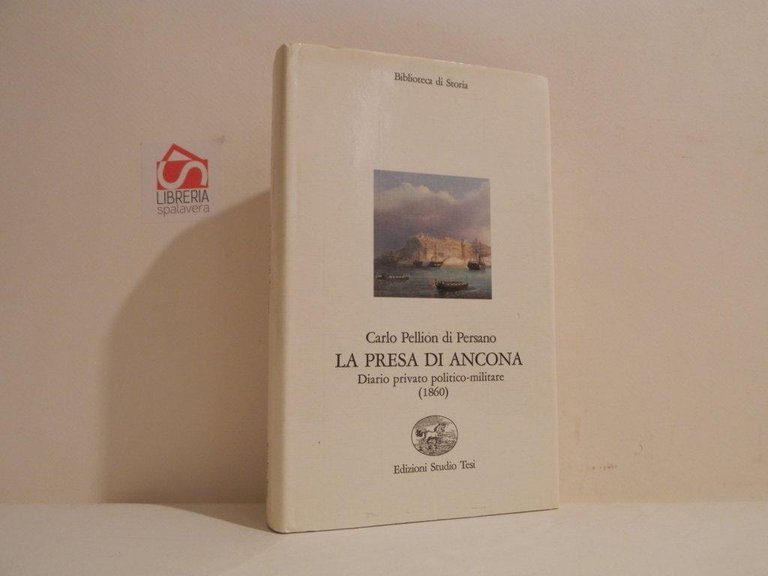 Biblioteca di Storia
LIBRERIA
spalavera
Carlo Pellion di Persano
LA PRESA DI ANCONA
Diario privato politico-militare
(1860)
Edizioni Studio Tesi